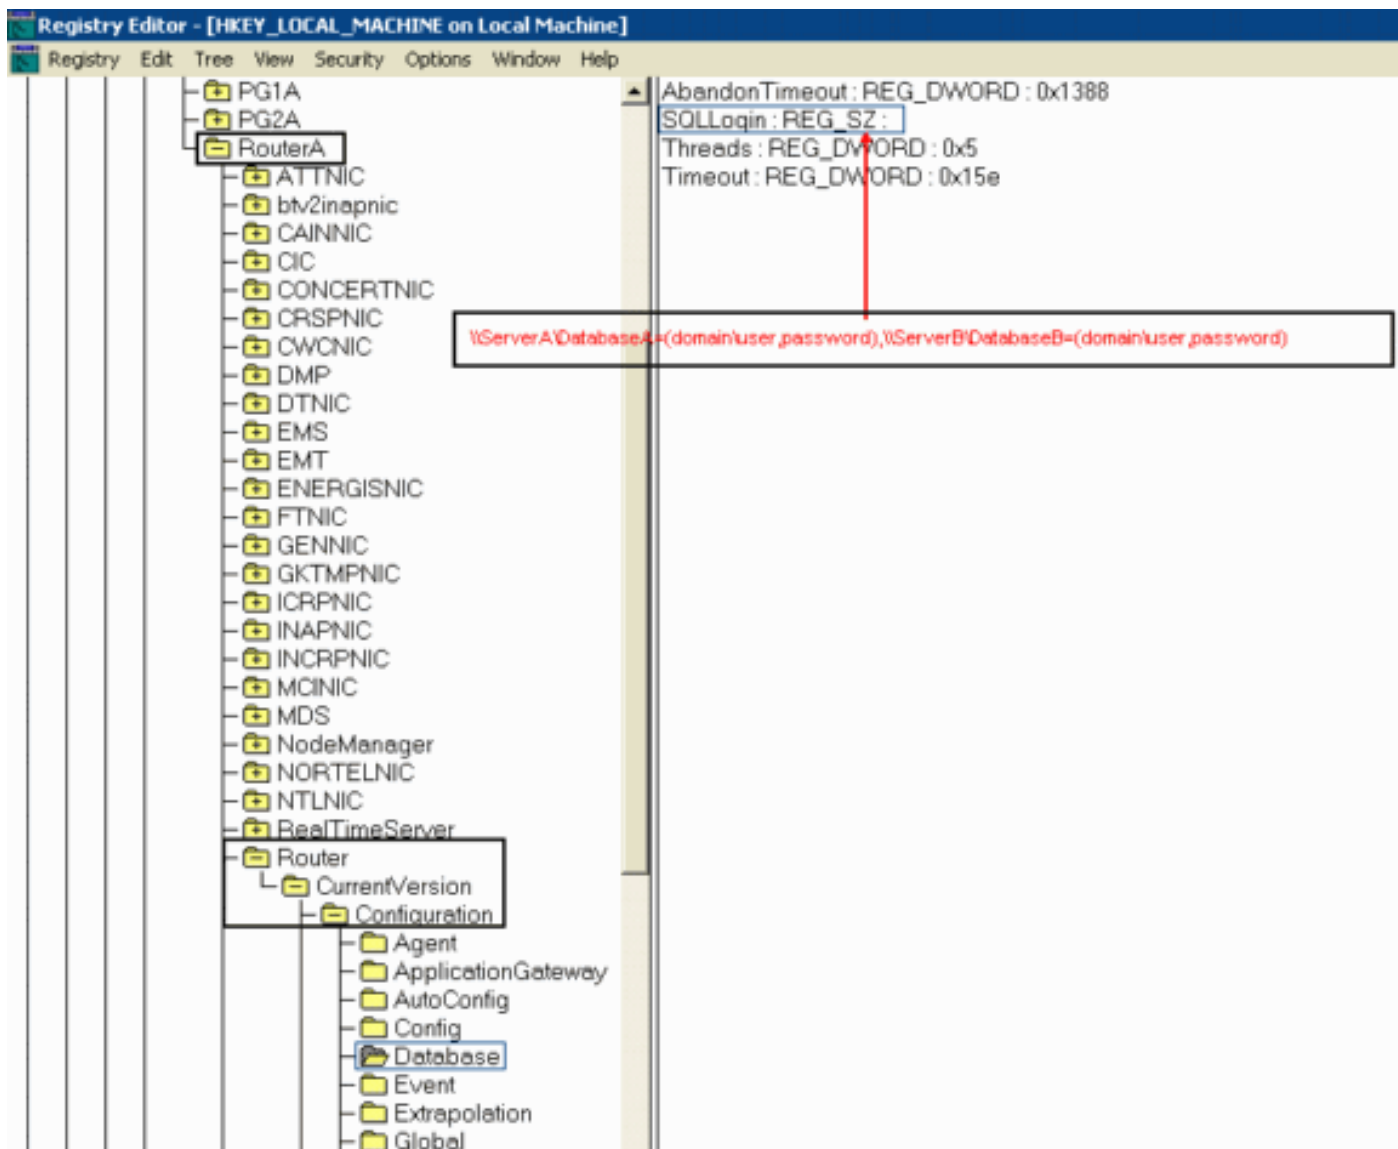 Registry Editor - [HKEY_LOCAL_MACHINE on Local Machine]
Registry Edit Tree View Security Options Window Help
PG1A
PG2A
RouterA
ATTNIC
btv2inapnic
CAINNIC
CIC
CONCERTNIC
CRSPNIC
CWCNIC
DMP
DTNIC
EMS
EMT
ENERGISNIC
FTNIC
GENNIC
GKTMPNIC
ICRPNIC
INAPNIC
INCRPNIC
MCINIC
MDS
NodeManager
NORTELNIC
NTLNIC
RealTimeServer
Router
CurrentVersion
Configuration
Agent
ApplicationGateway
AutoConfig
Config
Database
Event
Extrapolation
Global
AbandonTimeout : REG_DWORD : 0x1388
SQLLogin : REG_SZ :
Threads : REG_DWORD : 0x5
Timeout : REG_DWORD : 0x15e
\\ServerA\DatabaseA=(domain\user,password),\\ServerB\DatabaseB=(domain\user,password)